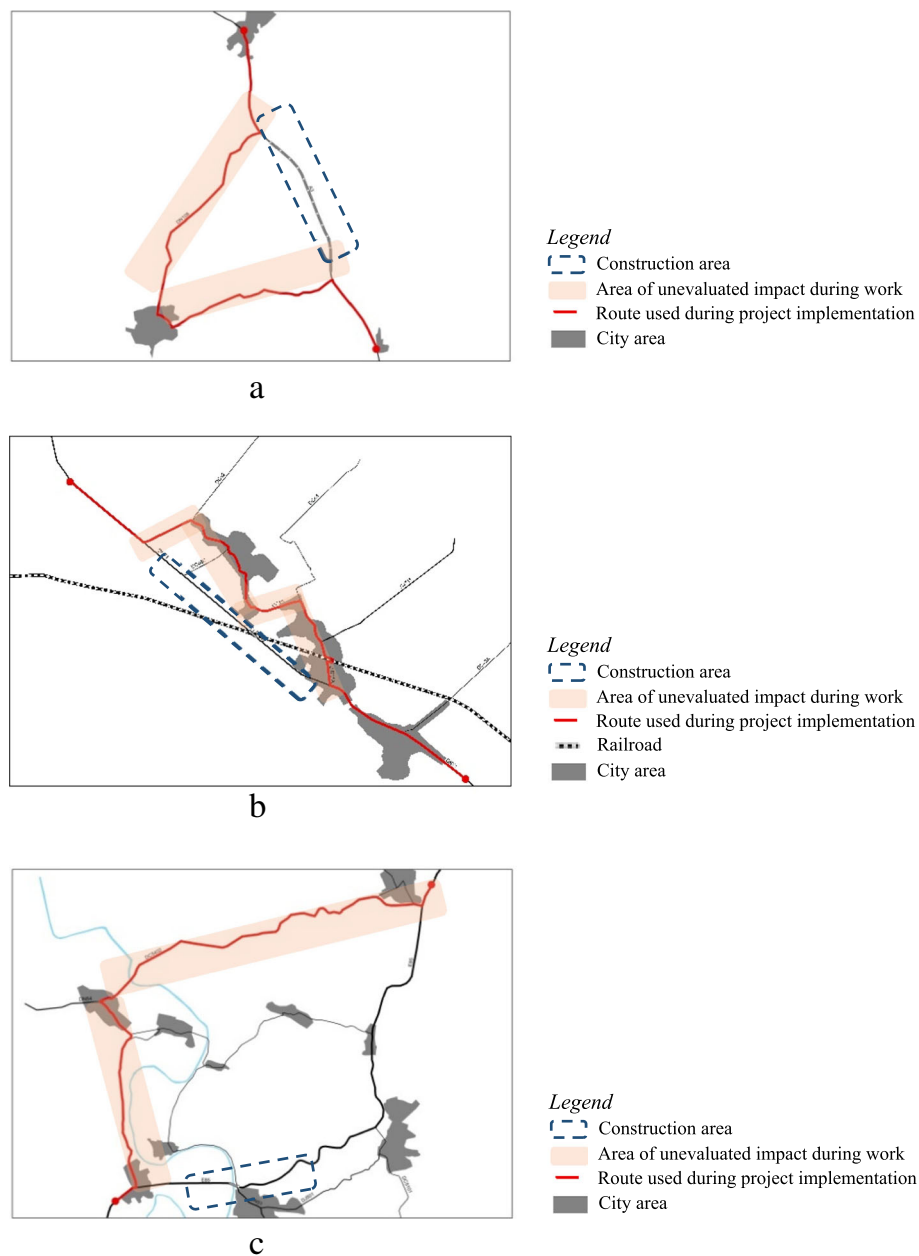 Legend
Construction area
Area of unevaluated impact during work
Route used during project implementation
City area
a
Legend
Construction area
Area of unevaluated impact during work
Route used during project implementation
Railroad
City area
b
E60
E60
Legend
Construction area
Area of unevaluated impact during work
Route used during project implementation
City area
c